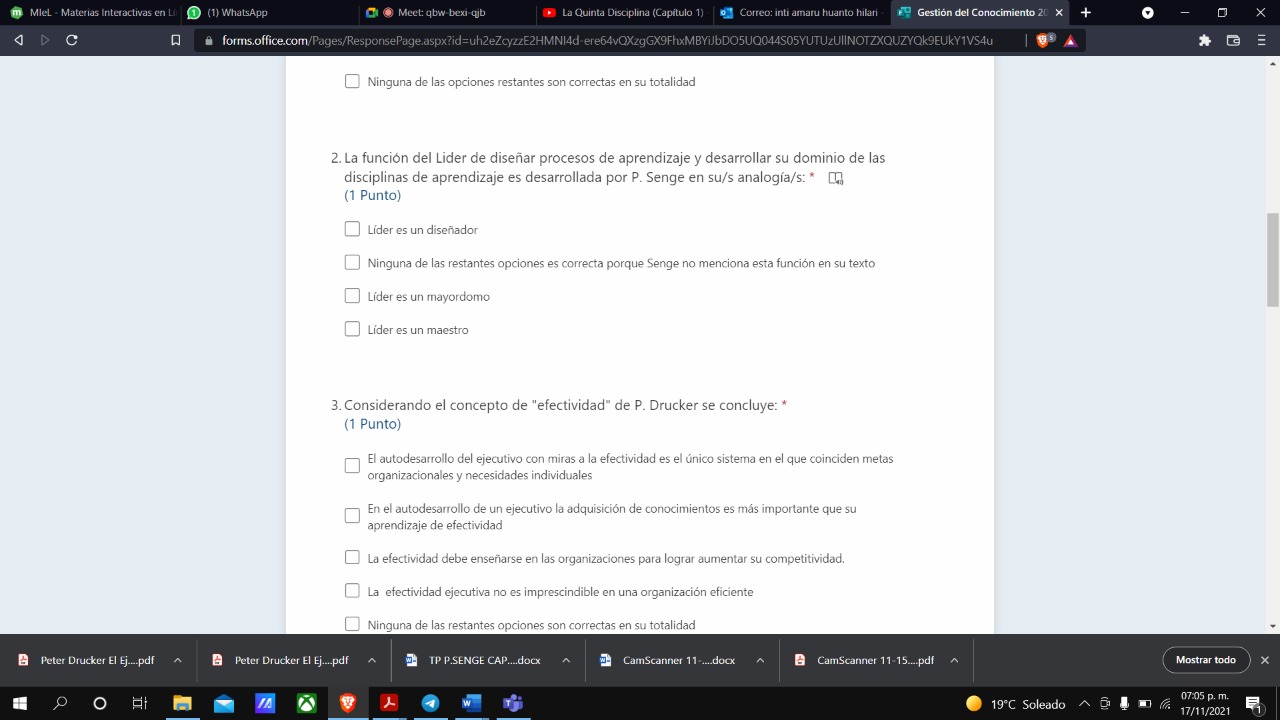 MieL - Materias Interactivas en Lí
(1) WhatsApp
Meet: qbw-bexi-qjb
La Quinta Disciplina (Capítulo 1)
Correo: inti amaru huanto hilari
Gestión del Conocimiento 20
forms.office.com/Pages/ResponsePage.aspx?id=uh2eZcyzzE2HMNI4d-ere64vQXzgGX9FhxMBYiJbDO5UQ044S05YUTUzUllNOTZXQUZYQk9EUkY1VS4u
5
Ninguna de las opciones restantes son correctas en su totalidad
2. La función del Lider de diseñar procesos de aprendizaje y desarrollar su dominio de las
disciplinas de aprendizaje es desarrollada por P. Senge en su/s analogía/s: *
(1 Punto)
Líder es un diseñador
Ninguna de las restantes opciones es correcta porque Senge no menciona esta función en su texto
Líder es un mayordomo
Líder es un maestro
3. Considerando el concepto de "efectividad" de P. Drucker se concluye: *
(1 Punto)
El autodesarrollo del ejecutivo con miras a la efectividad es el único sistema en el que coinciden metas
organizacionales y necesidades individuales
En el autodesarrollo de un ejecutivo la adquisición de conocimientos es más importante que su
aprendizaje de efectividad
La efectividad debe enseñarse en las organizaciones para lograr aumentar su competitividad.
La efectividad ejecutiva no es imprescindible en una organización eficiente
Ninguna de las restantes opciones son correctas en su totalidad
Peter Drucker El Ej....pdf
Peter Drucker El Ej....pdf
TP P.SENGE CAP....docx
CamScanner 11-....docx
CamScanner 11-15....pdf
Mostrar todo
19°C Soleado
07:05 p. m.
17/11/2021
1